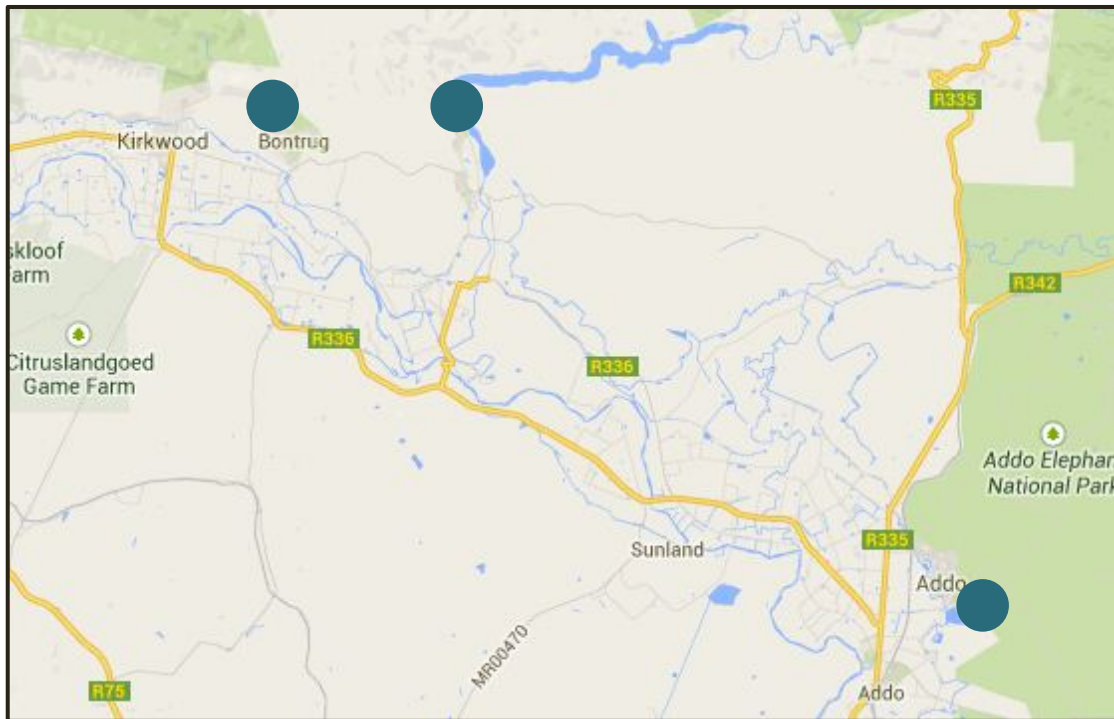 R335
Kirkwood
Bontrug
skloof
arm
R342
Citruslandgoed
Game Farm
R336
R336
Addo Elephan
National Park
R335
Sunland
Addo
MR00470
R75
Addo